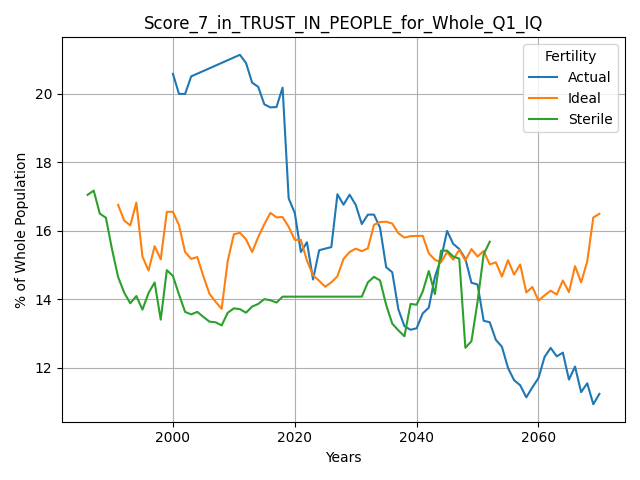 Score_7_in_TRUST_IN_PEOPLE_for_Whole_Q1_IQ
Fertility
Actual
Ideal
Sterile
% of Whole Population
20
18
16
14
12
2000
2020
2040
2060
Years